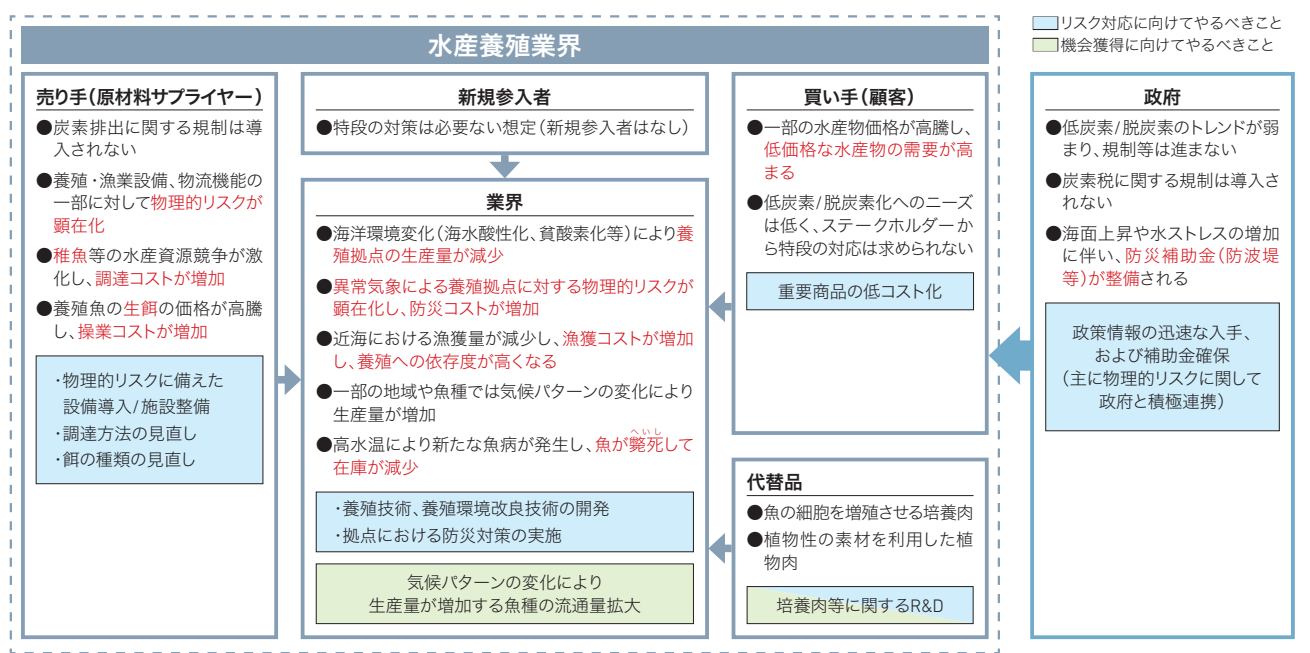 リスク対応に向けてやるべきこと
機会獲得に向けてやるべきこと
水産養殖業界
売り手(原材料サプライヤー)
●炭素排出に関する規制は導
入されない
●養殖・漁業設備、物流機能の
一部に対して物理的リスクが
顕在化
●稚魚等の水産資源競争が激
化し、調達コストが増加
●養殖魚の生餌の価格が高騰
し、操業コストが増加
・物理的リスクに備えた
設備導入/施設整備
・調達方法の見直し
・餌の種類の見直し
新規参入者
●特段の対策は必要ない想定(新規参入者はなし)
業界
●海洋環境変化(海水酸性化、貧酸素化等)により養
殖拠点の生産量が減少
●異常気象による養殖拠点に対する物理的リスクが
顕在化し、防災コストが増加
●近海における漁獲量が減少し、漁獲コストが増加
し、養殖への依存度が高くなる
●一部の地域や魚種では気候パターンの変化により
生産量が増加
へいし
●高水温により新たな魚病が発生し、魚が斃死して
在庫が減少
・養殖技術、養殖環境改良技術の開発
・拠点における防災対策の実施
気候パターンの変化により
生産量が増加する魚種の流通量拡大
買い手(顧客)
●一部の水産物価格が高騰し、
低価格な水産物の需要が高
まる
●低炭素/脱炭素化へのニーズ
は低く、ステークホルダーか
ら特段の対応は求められない
重要商品の低コスト化
代替品
●魚の細胞を増殖させる培養肉
●植物性の素材を利用した植
物肉
培養肉等に関するR&D
政府
●低炭素/脱炭素のトレンドが弱
まり、規制等は進まない
●炭素税に関する規制は導入さ
れない
●海面上昇や水ストレスの増加
に伴い、防災補助金(防波堤
等)が整備される
政策情報の迅速な入手、
および補助金確保
(主に物理的リスクに関して
政府と積極連携)